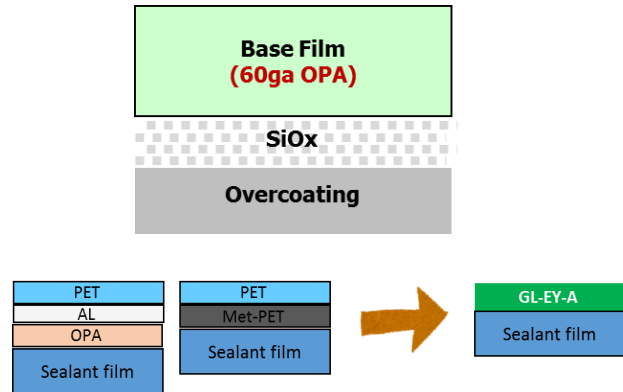 Base Film
(60ga OPA)
SiOx
Overcoating
PET
AL
OPA
Sealant film
PET
Met-PET
Sealant film
GL-EY-A
Sealant film